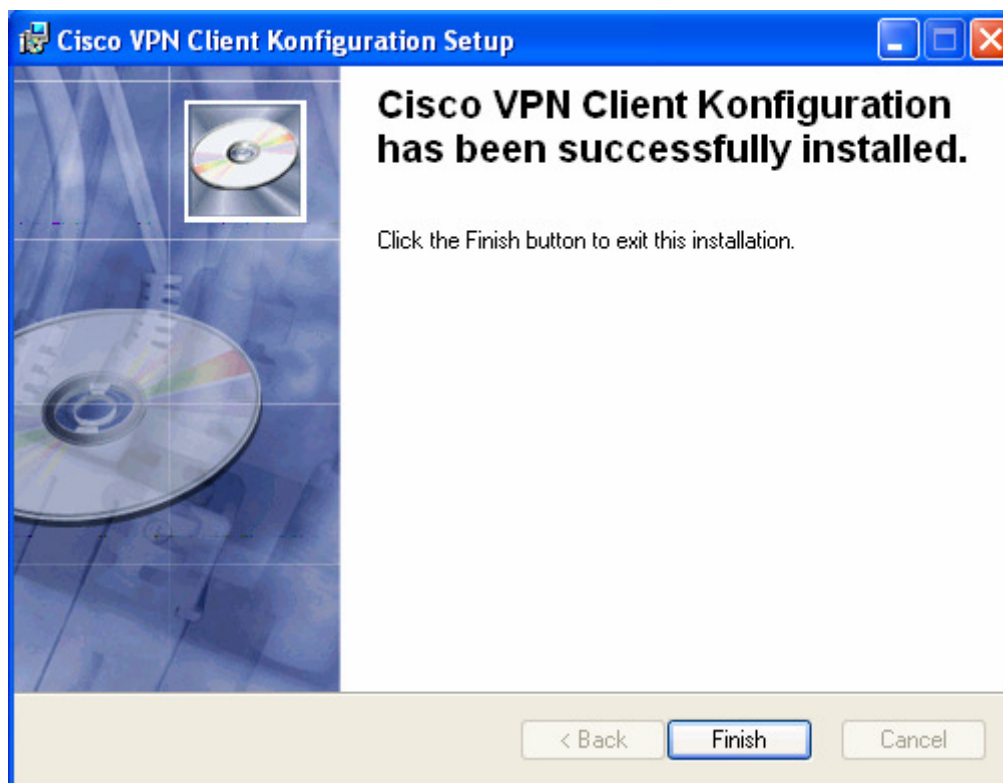 Cisco VPN Client Konfiguration Setup
Cisco VPN Client Konfiguration
has been successfully installed.
Click the Finish button to exit this installation.
< Back
Finish
Cancel